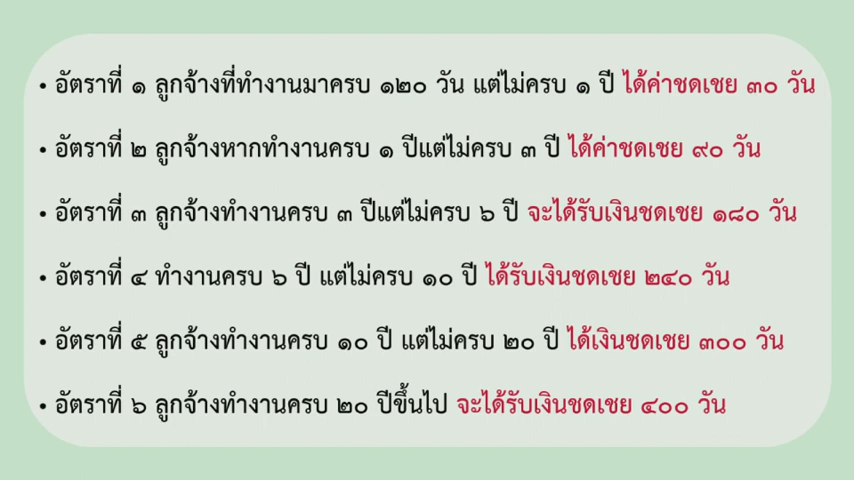 • อัตราที่ ๑ ลูกจ้างที่ทำงานมาครบ ๑๒๐ วัน แต่ไม่ครบ ๑ ปี ได้ค่าชดเชย ๓๐ วัน
• อัตราที่ ๒ ลูกจ้างหากทำงานครบ ๑ ปีแต่ไม่ครบ ๓ ปี ได้ค่าชดเชย ๙๐ วัน
• อัตราที่ ๓ ลูกจ้างทำงานครบ ๓ ปีแต่ไม่ครบ ๖ ปี จะได้รับเงินชดเชย ๑๘๐ วัน
• อัตราที่ ๔ ทำงานครบ ๖ ปี แต่ไม่ครบ ๑๐ ปี ได้รับเงินชดเชย ๒๔๐ วัน
• อัตราที่ ๕ ลูกจ้างทำงานครบ ๑๐ ปี แต่ไม่ครบ ๒๐ ปี ได้เงินชดเชย ๓๐๐ วัน
• อัตราที่ ๖ ลูกจ้างทำงานครบ ๒๐ ปีขึ้นไป จะได้รับเงินชดเชย ๔๐๐ วัน